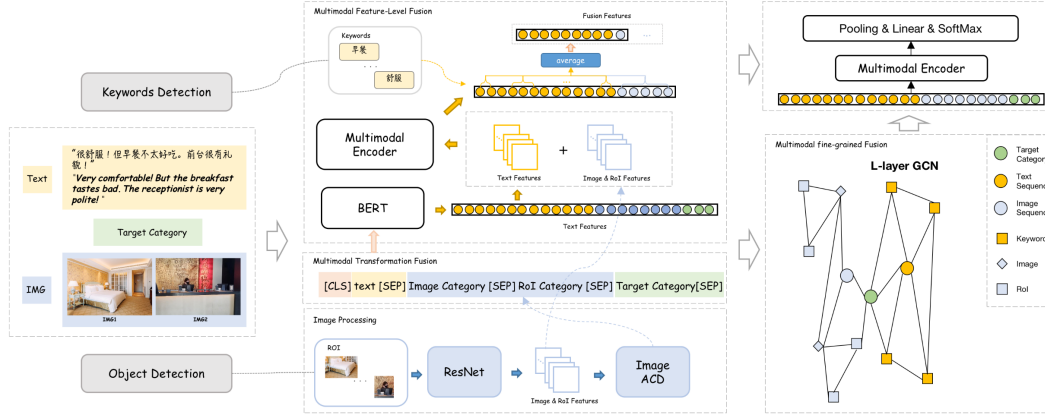 Keywords Detection
Text
"很舒服！但早餐不太好吃。前台很有礼
貌！"
"Very comfortable! But the breakfast
tastes bad. The receptionist is very
polite! "
Target Category
IMG
IMG1
IMG2
Object Detection
Multimodal Feature-Level Fusion
Keywords
早餐
. . .
舒服
Fusion Features
...
average
Multimodal
Encoder
Text Features
+
Image & RoI Features
BERT
Text Features
Multimodal Transformation Fusion
[CLS] text [SEP] Image Category [SEP] RoI Category [SEP] Target Category[SEP]
Image Processing
ROI
. . .
ResNet
Image & RoI Features
Image
ACD
Pooling & Linear & SoftMax
Multimodal Encoder
Multimodal fine-grained Fusion
L-layer GCN
Target
Categor
Text
Sequenc
Image
Sequenc
Keyword
Image
RoI